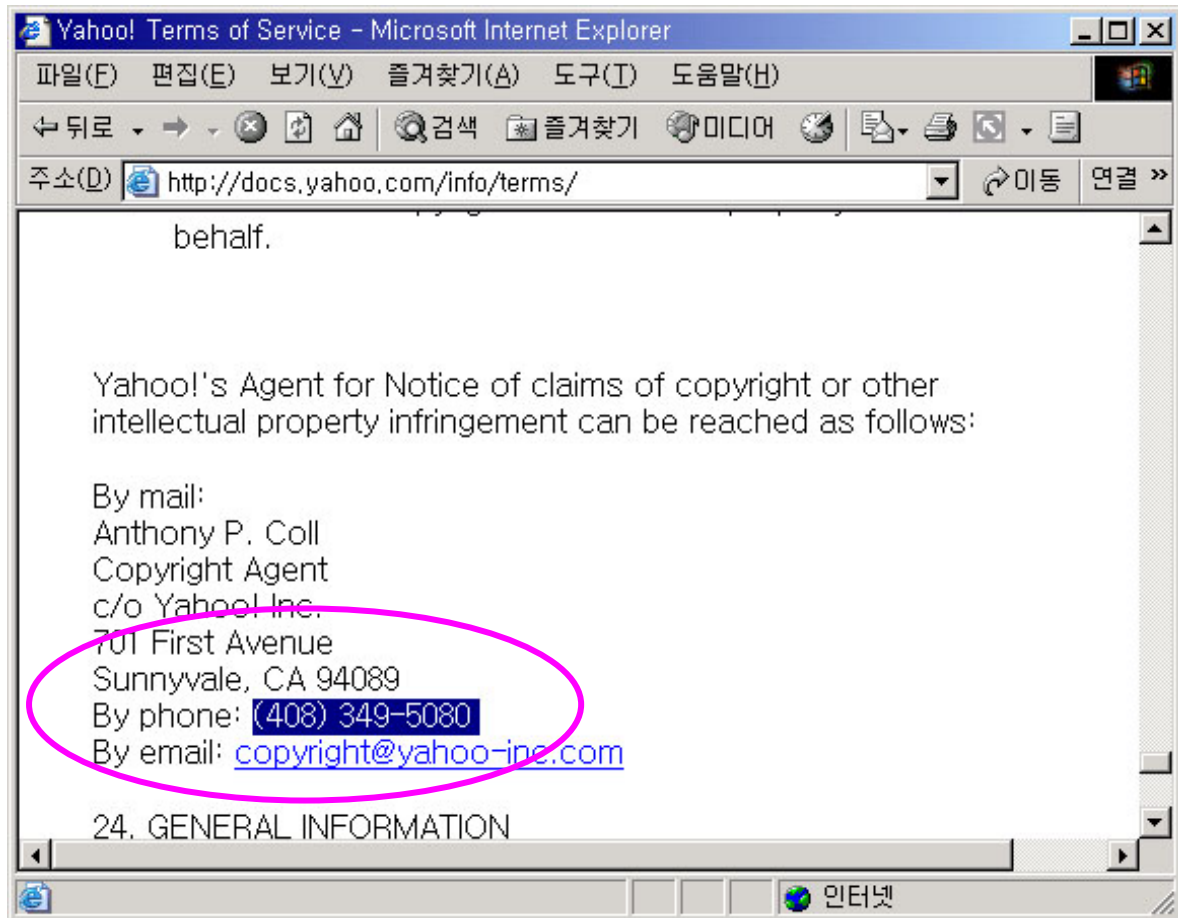 Yahoo! Terms of Service - Microsoft Internet Explorer
파일(F) 편집(E) 보기(V) 즐겨찾기(A) 도구(T) 도움말(H)
뒤로 검색 즐겨찾기 미디어
주소(D) http://docs.yahoo.com/info/terms/ 이동 연결 »
behalf.
Yahoo!'s Agent for Notice of claims of copyright or other
intellectual property infringement can be reached as follows:
By mail:
Anthony P. Coll
Copyright Agent
c/o Yahoo! Inc.
701 First Avenue
Sunnyvale, CA 94089
By phone: (408) 349-5080
By email: copyright@yahoo-inc.com
24. GENERAL INFORMATION
인터넷